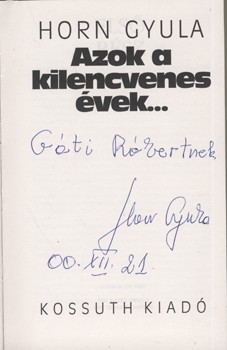 HORN GYULA
Azok a
kilencvenes
évek...
Gáti Róbertnek
Horn Gyula
00. XII. 21.
KOSSUTH KIADÓ